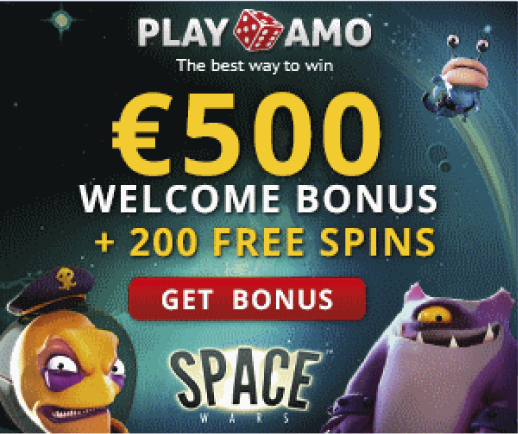 PLAY AMO
The best way to win
€500
WELCOME BONUS
+ 200 FREE SPINS
GET BONUS
SPACE
WARS